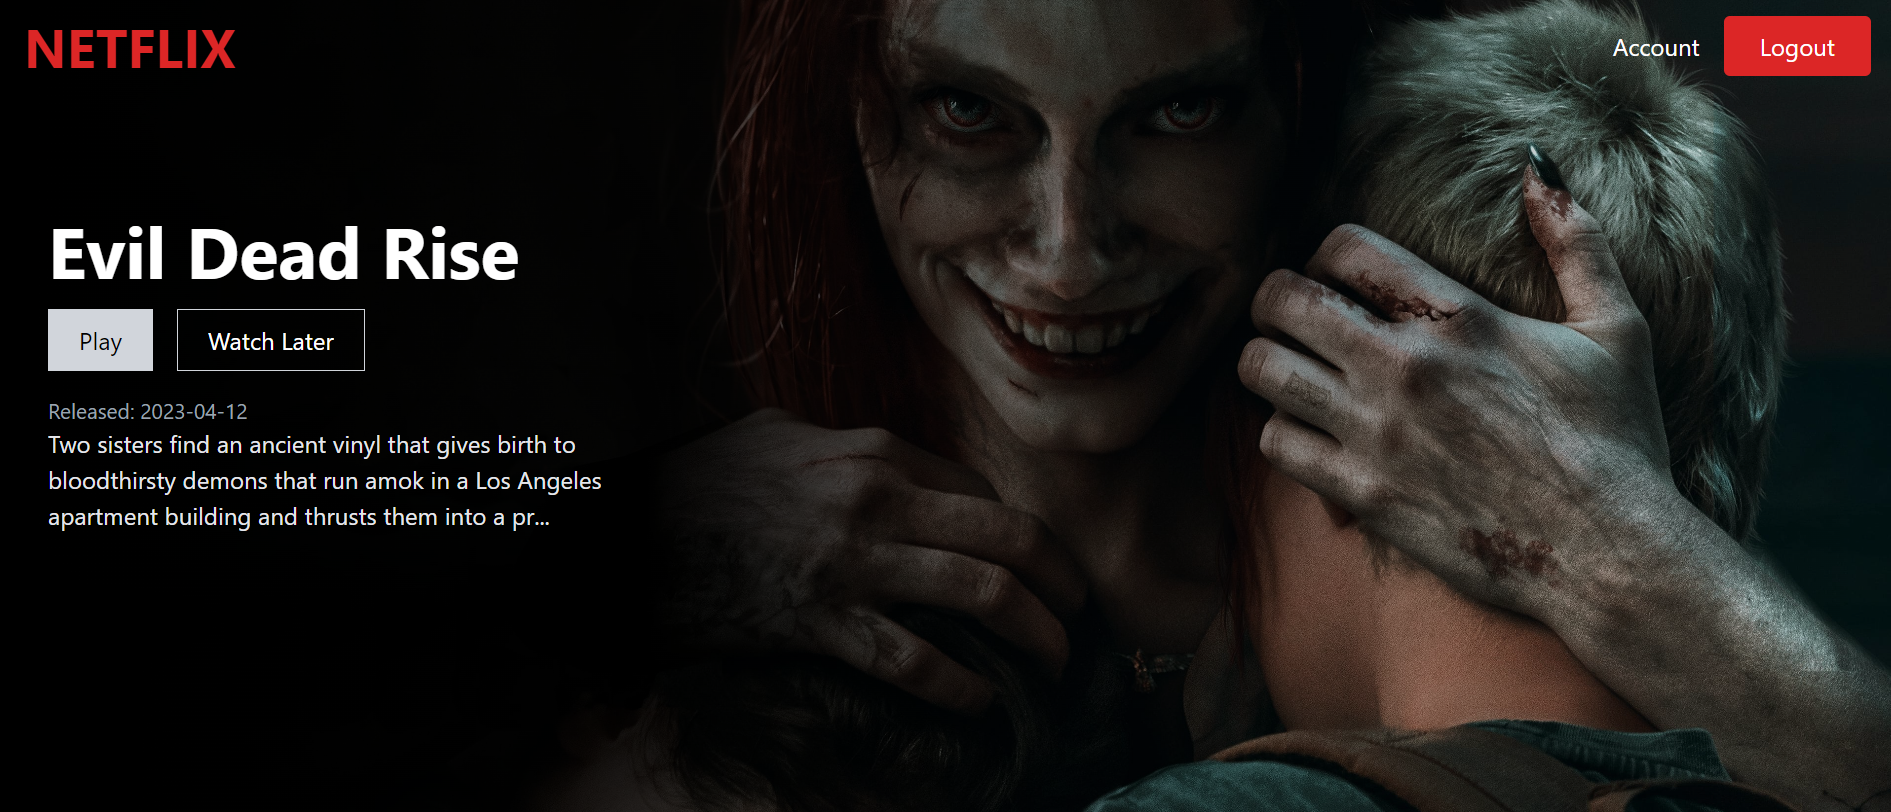 NETFLIX
Account
Logout
Evil Dead Rise
Play
Watch Later
Released: 2023-04-12
Two sisters find an ancient vinyl that gives birth to
bloodthirsty demons that run amok in a Los Angeles
apartment building and thrusts them into a pr...